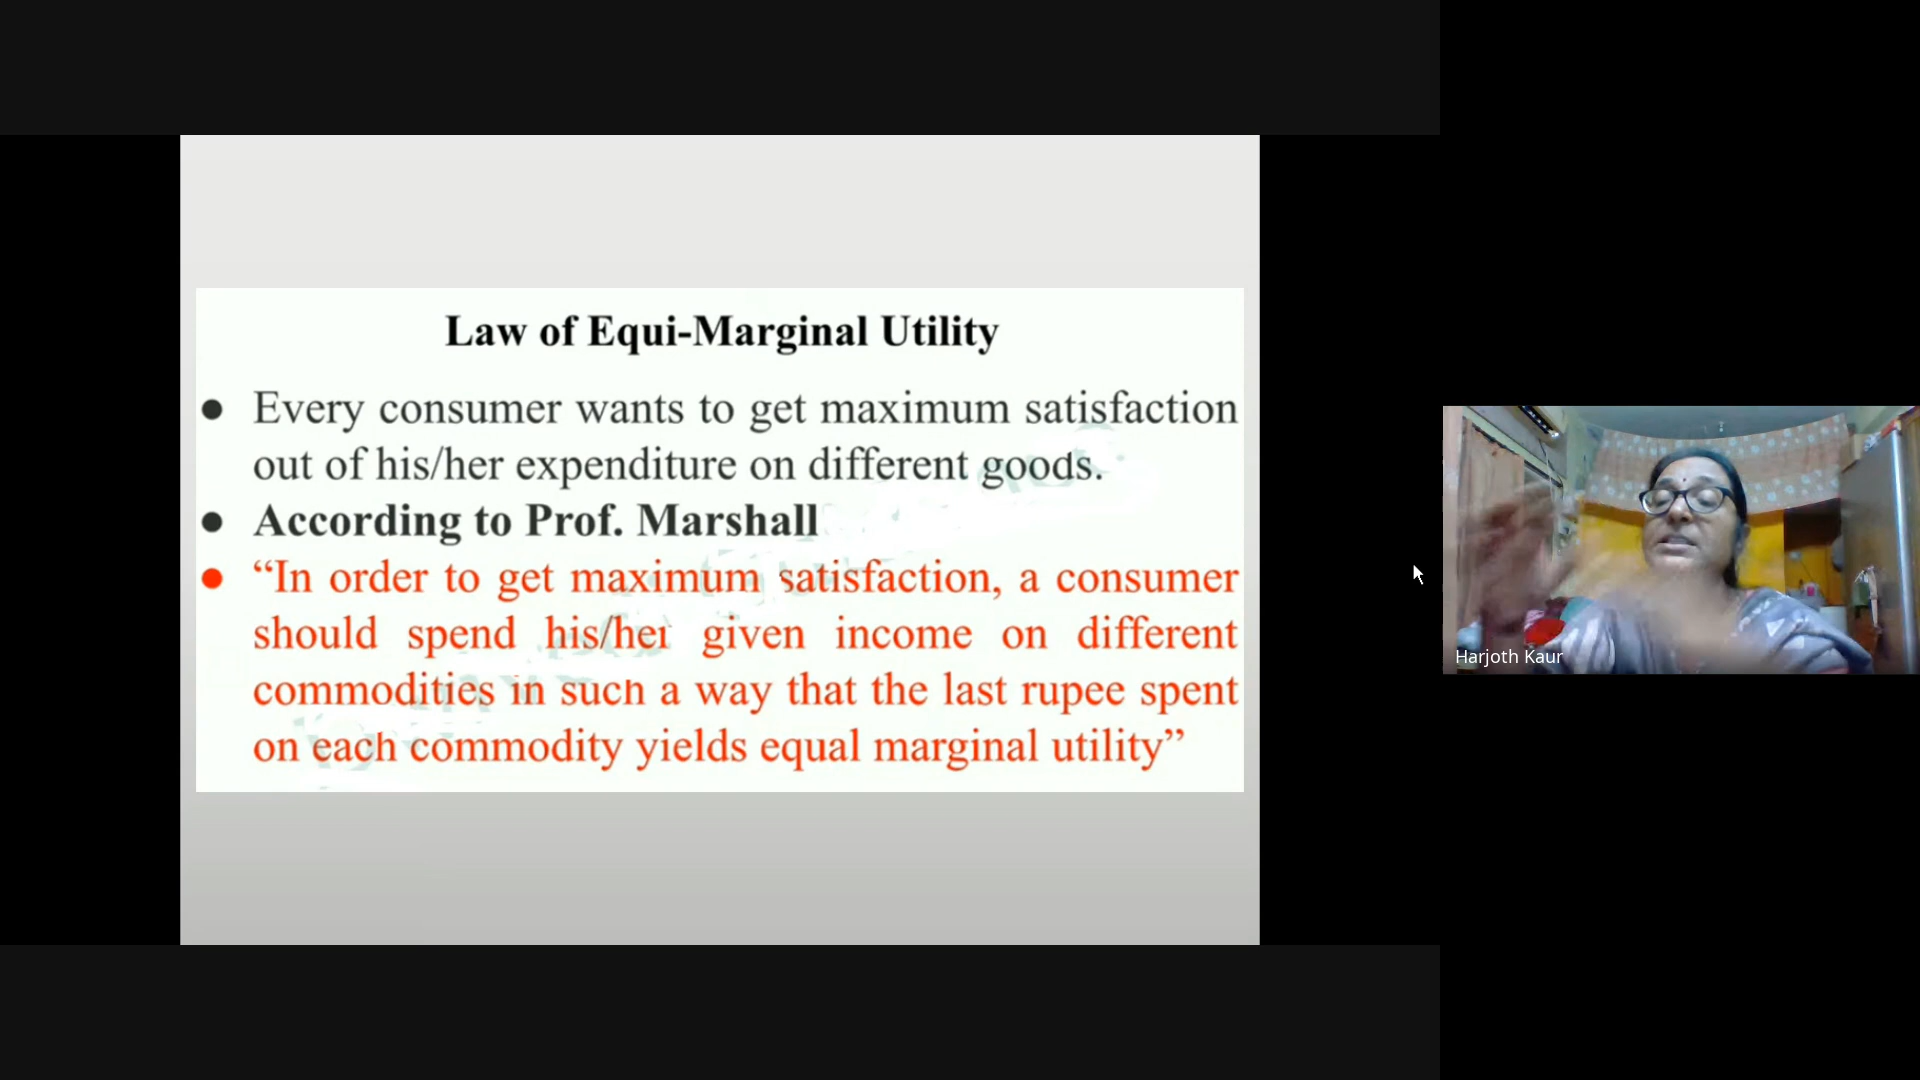 Law of Equi-Marginal Utility
● Every consumer wants to get maximum satisfaction
out of his/her expenditure on different goods.
● According to Prof. Marshall
● “In order to get maximum satisfaction, a consumer
should spend his/her given income on different
commodities in such a way that the last rupee spent
on each commodity yields equal marginal utility”
Harjoth Kaur